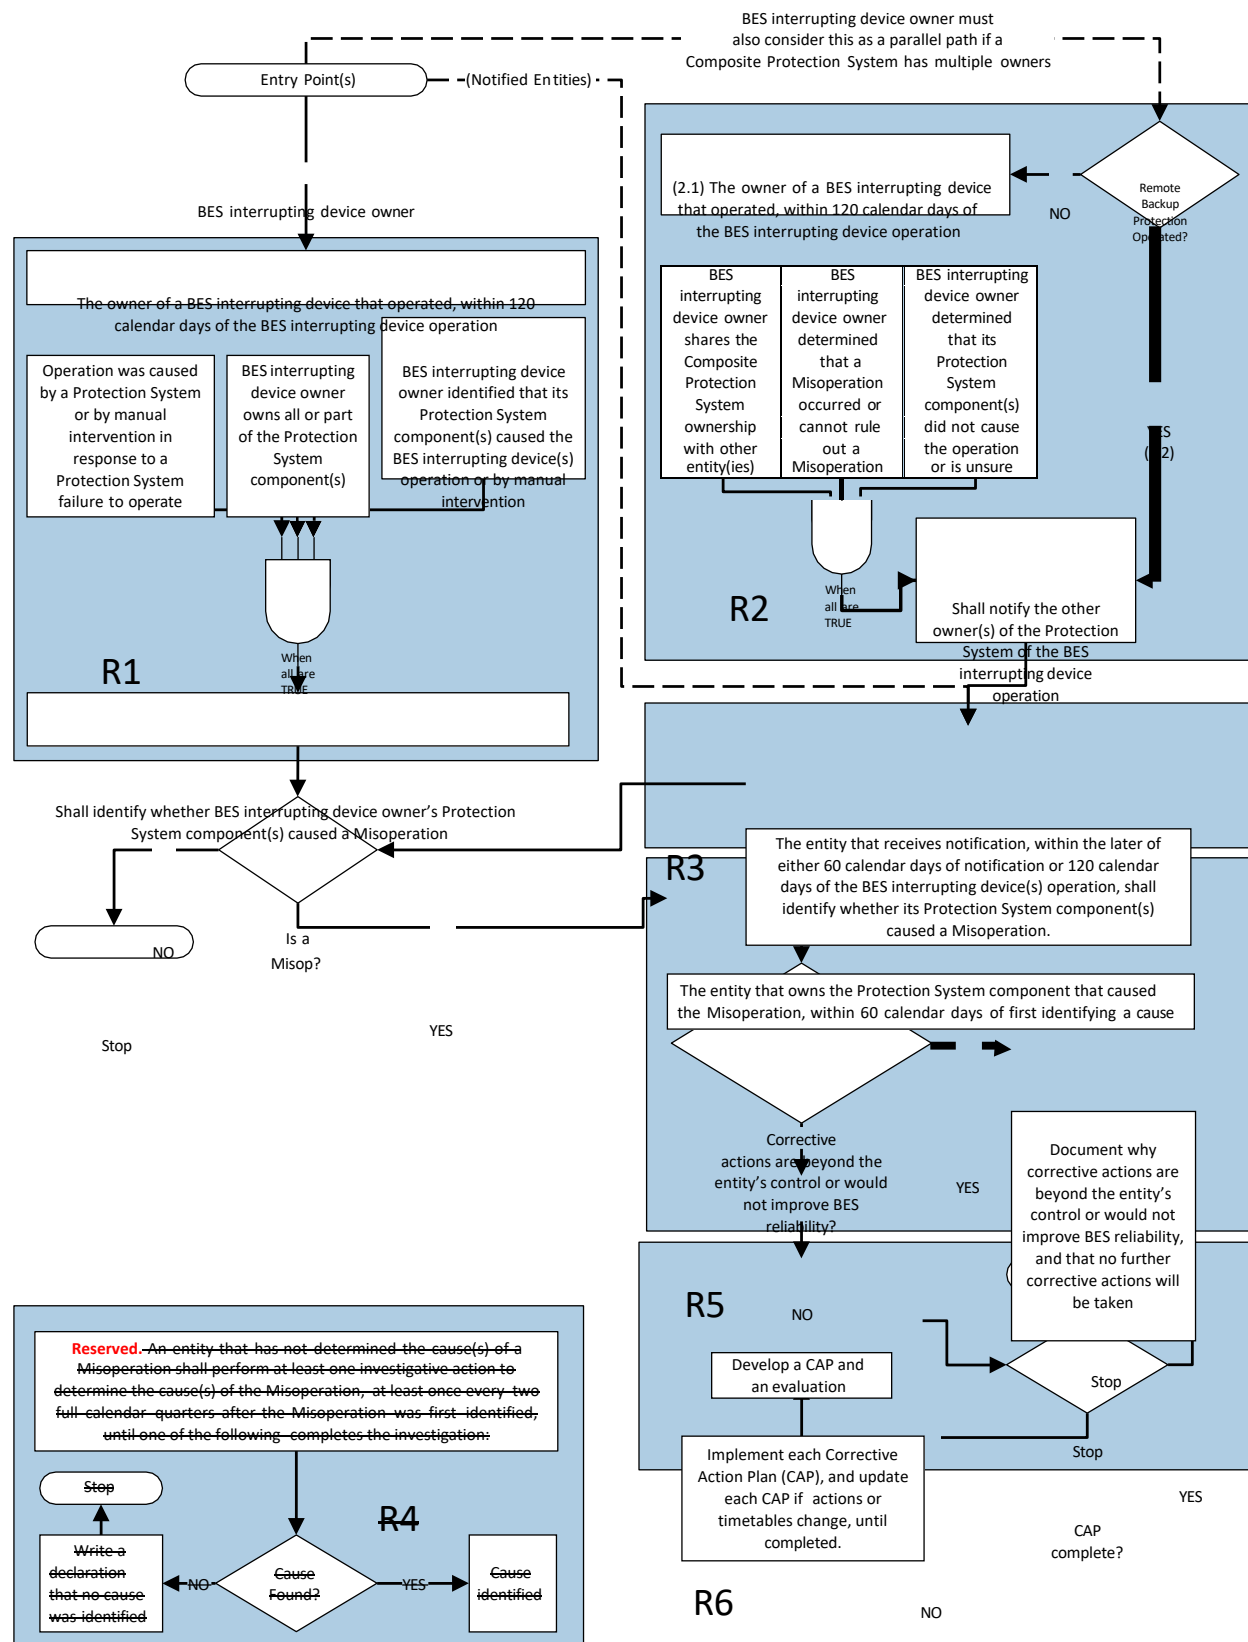 BES interrupting device owner must
also consider this as a parallel path if a
Composite Protection System has multiple owners
Entry Point(s)
(Notified Entities)
BES interrupting device owner
The owner of a BES interrupting device that operated, within 120
calendar days of the BES interrupting device operation
Operation was caused
by a Protection System
or by manual
intervention in
response to a
Protection System
failure to operate
BES interrupting
device owner
owns all or part
of the Protection
System
component(s)
BES interrupting device
owner identified that its
Protection System
component(s) caused the
BES interrupting device(s)
operation or by manual
intervention
When
all are
TRUE
R1
Shall identify whether BES interrupting device owner's Protection
System component(s) caused a Misoperation
NO
Is a
Misop?
YES
Stop
(2.1) The owner of a BES interrupting device
that operated, within 120 calendar days of
the BES interrupting device operation
NO
Remote
Backup
Protection
Operated?
BES
interrupting
device owner
shares the
Composite
Protection
System
ownership
with other
entity(ies)
BES
interrupting
device owner
determined
that a
Misoperation
occurred or
cannot rule
out a
Misoperation
BES interrupting
device owner
determined
that its
Protection
System
component(s)
did not cause
the operation
or is unsure
YES
(2.2)
When
all are
TRUE
R2
Shall notify the other
owner(s) of the Protection
System of the BES
interrupting device
operation
R3
The entity that receives notification, within the later of
either 60 calendar days of notification or 120 calendar
days of the BES interrupting device(s) operation, shall
identify whether its Protection System component(s)
caused a Misoperation.
The entity that owns the Protection System component that caused
the Misoperation, within 60 calendar days of first identifying a cause
Corrective
actions are beyond the
entity's control or would
not improve BES
reliability?
YES
Document why
corrective actions are
beyond the entity's
control or would not
improve BES reliability,
and that no further
corrective actions will
be taken
R5
NO
Develop a CAP and
an evaluation
Stop
Implement each Corrective
Action Plan (CAP), and update
each CAP if actions or
timetables change, until
completed.
Stop
YES
CAP
complete?
R6
NO
Reserved. An entity that has not determined the cause(s) of a
Misoperation shall perform at least one investigative action to
determine the cause(s) of the Misoperation, at least once every two
full calendar quarters after the Misoperation was first identified,
until one of the following completes the investigation:
Stop
R4
Write a
declaration
that no cause
was identified
NO
Cause
Found?
YES
Cause
identified